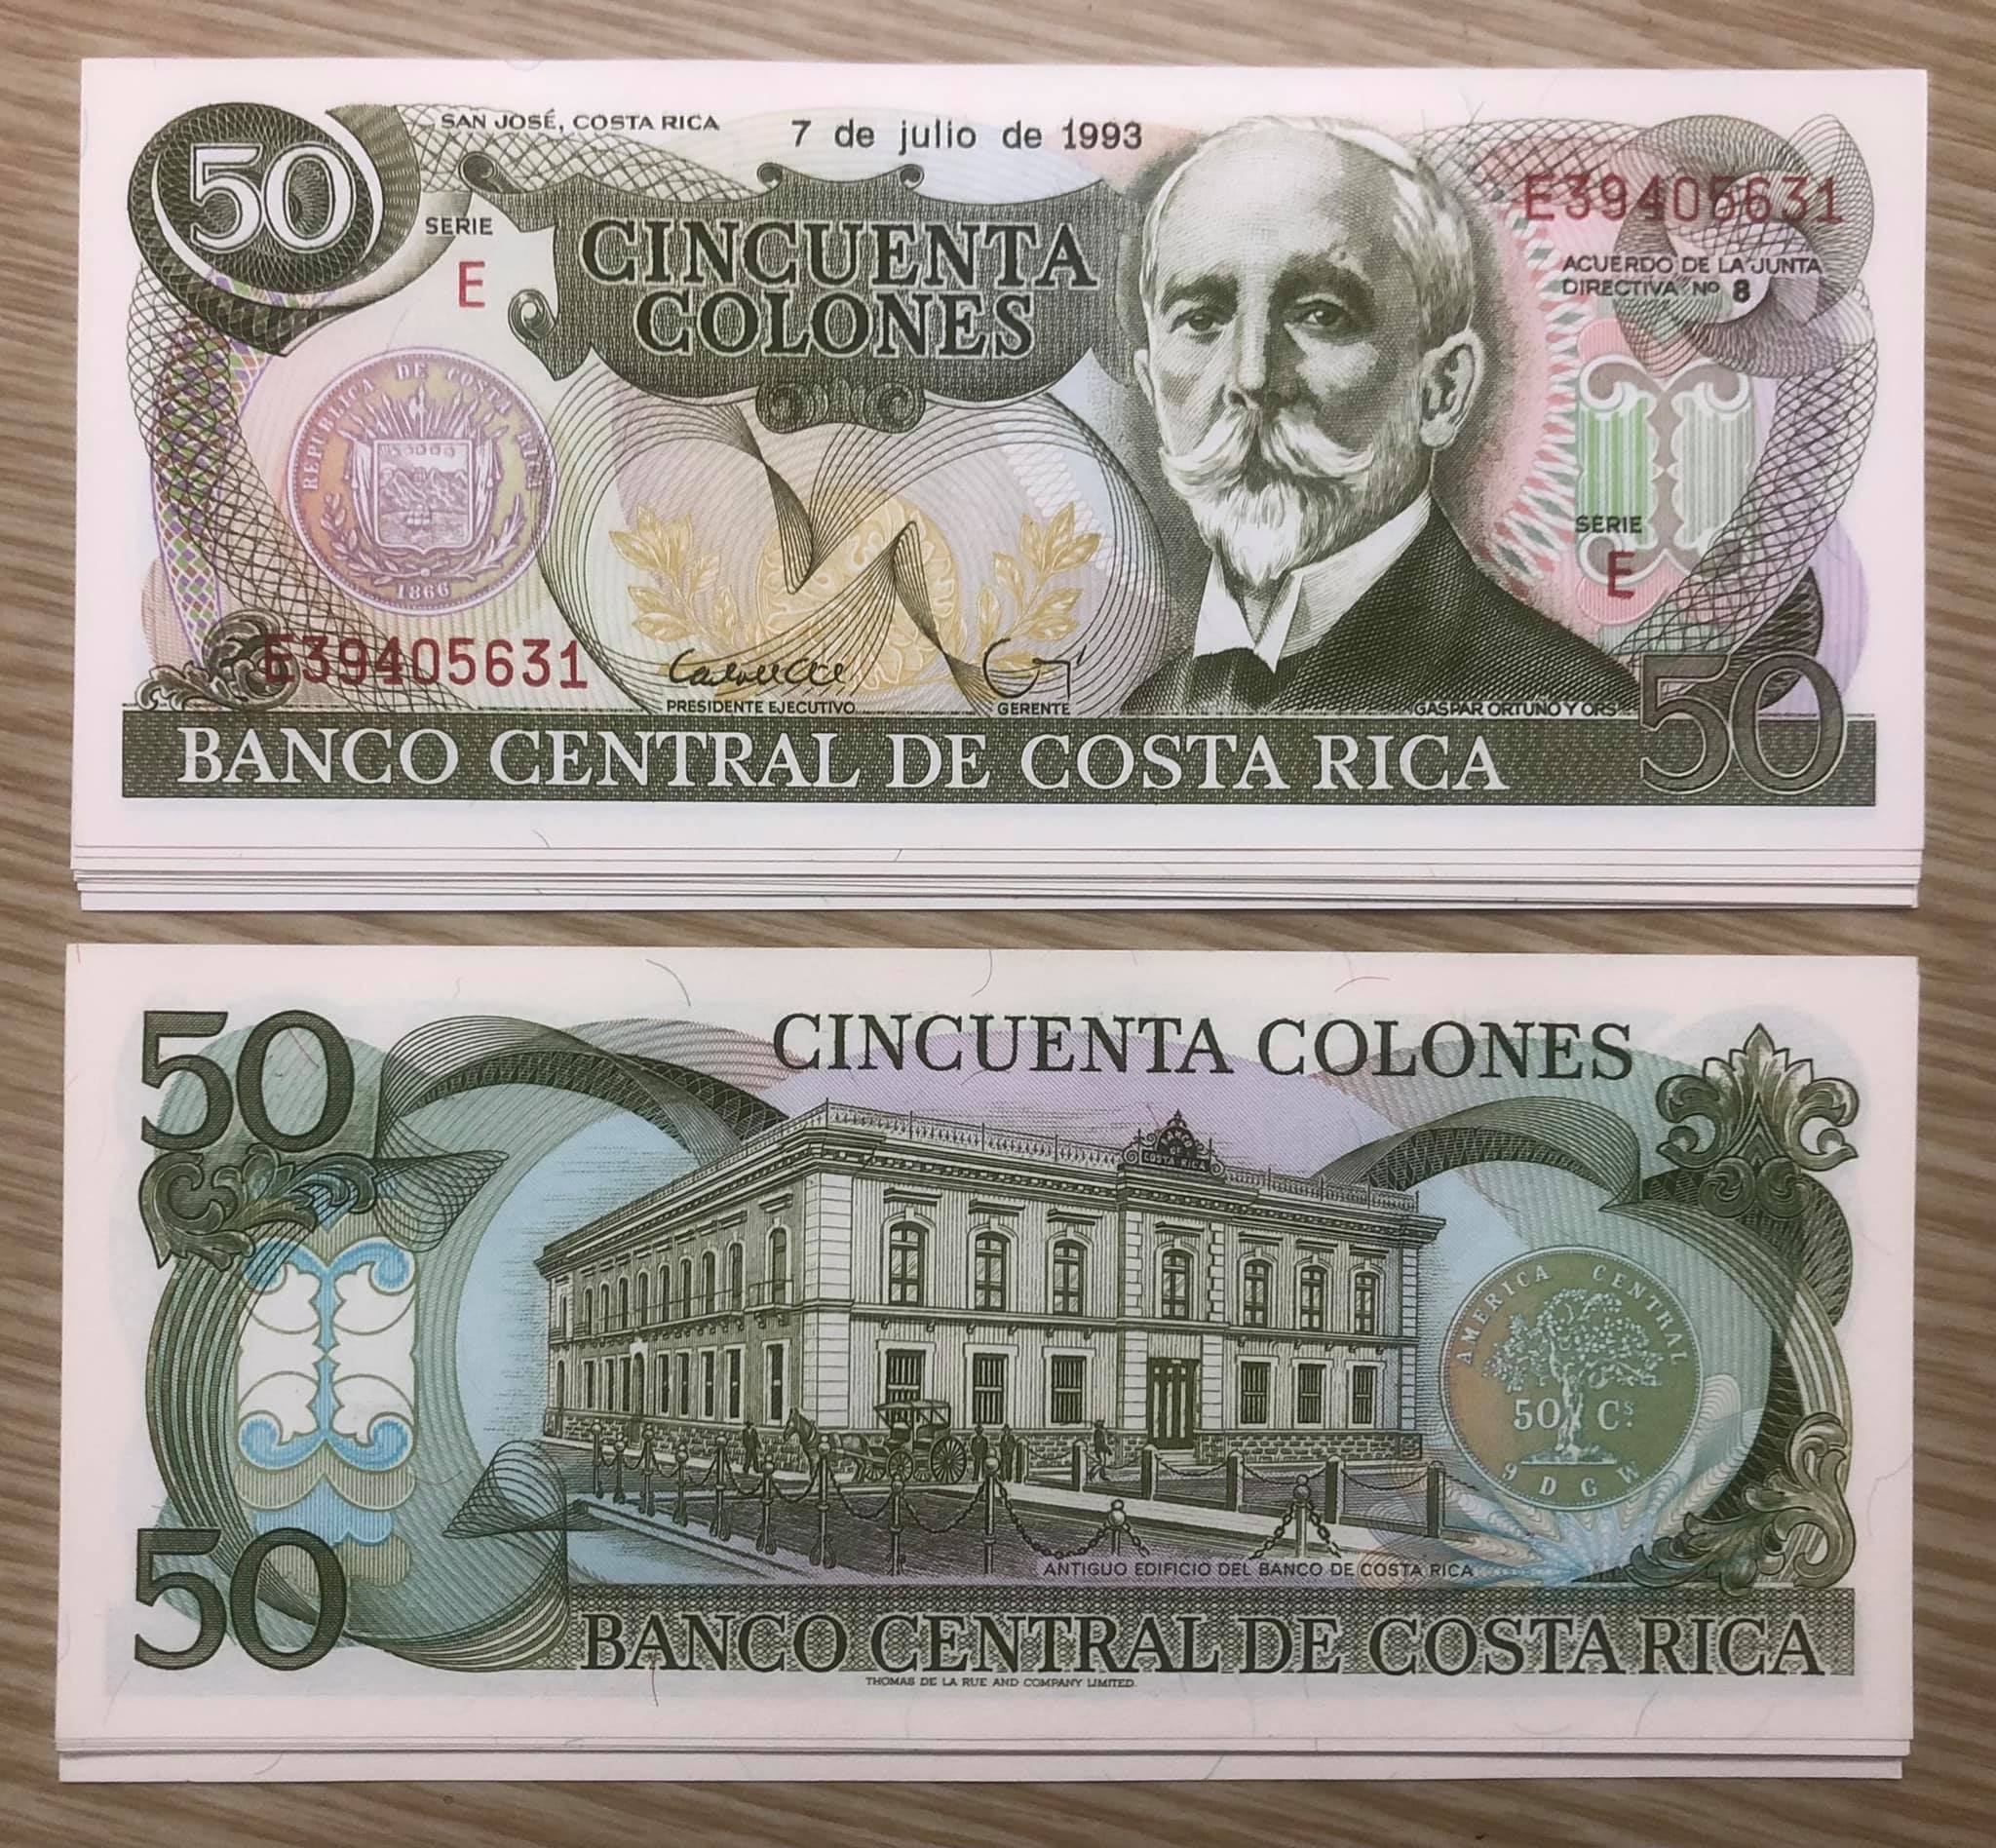 50
SAN JOSÉ, COSTA RICA
7 de julio de 1993
SERIE
E
CINCUENTA
COLONES
E39405631
ACUERDO DE LA JUNTA
DIRECTIVA Nº 8
REPUBLICA DE COSTA RICA
1866
SERIE
E
E39405631
PRESIDENTE EJECUTIVO
GERENTE
GASPAR ORTUÑO Y ORS
BANCO CENTRAL DE COSTA RICA
50
50
CINCUENTA COLONES
BANCO
DE
COSTA RICA
AMERICA CENTRAL
50 Cs.
9 D G W
50
ANTIGUO EDIFICIO DEL BANCO DE COSTA RICA
BANCO CENTRAL DE COSTA RICA
THOMAS DE LA RUE AND COMPANY LIMITED.